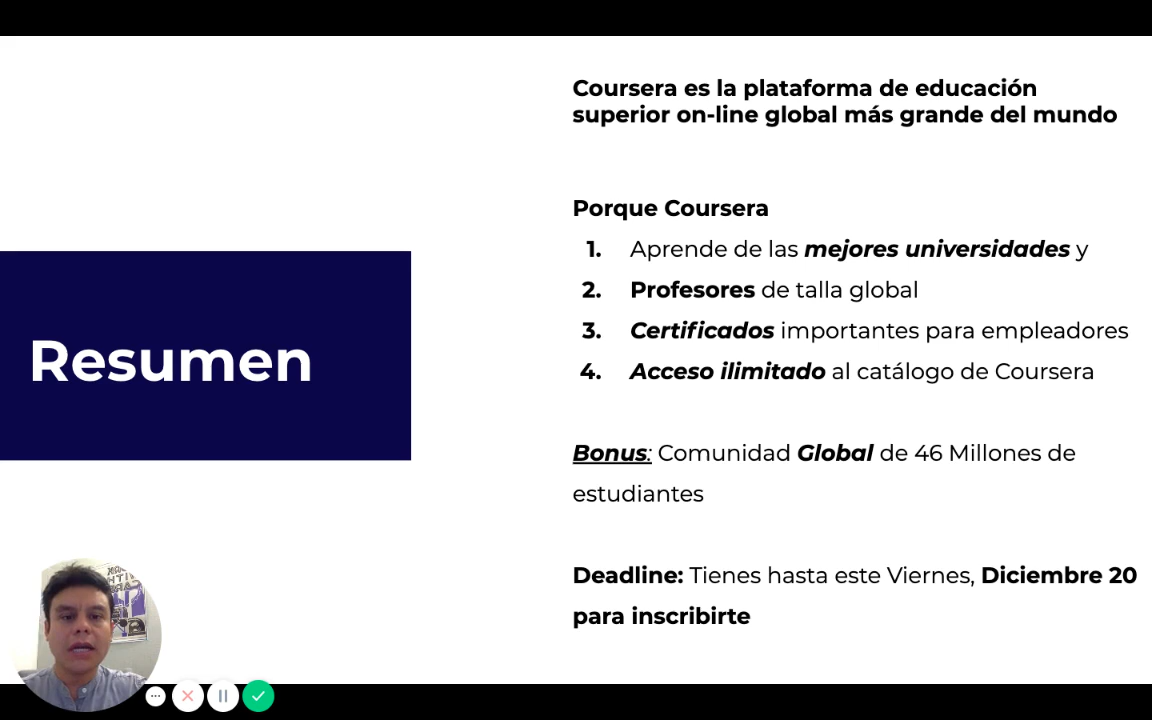 Coursera es la plataforma de educación
superior on-line global más grande del mundo
Porque Coursera
1. Aprende de las mejores universidades y
2. Profesores de talla global
3. Certificados importantes para empleadores
4. Acceso ilimitado al catálogo de Coursera
Resumen
Bonus: Comunidad Global de 46 Millones de
estudiantes
Deadline: Tienes hasta este Viernes, Diciembre 20
para inscribirte